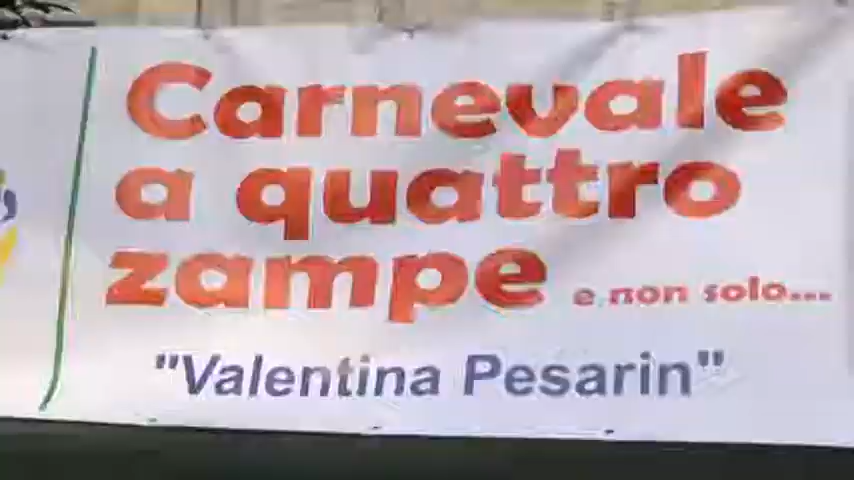 Carnevale
a quattro
zampe e non solo...
"Valentina Pesarin"